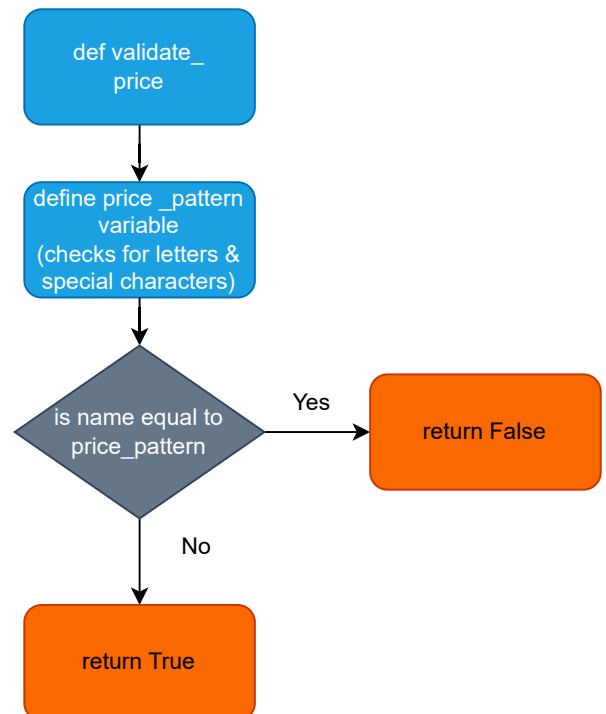 def validate_
price
define price _pattern
variable
(checks for letters &
special characters)
is name equal to
price_pattern
Yes
return False
No
return True